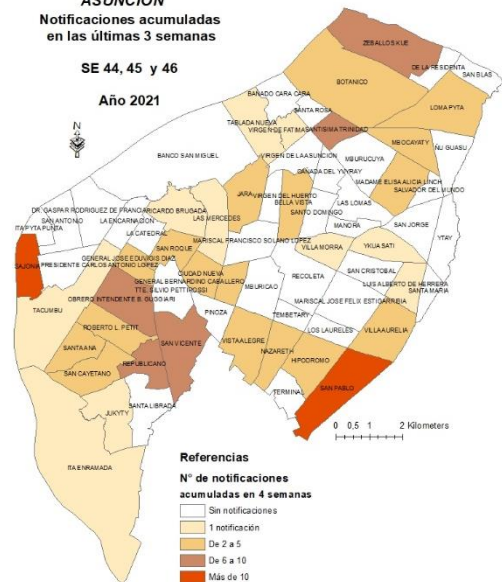 ASUNCION
Notificaciones acumuladas
en las últimas 3 semanas
SE 44, 45 y 46
Año 2021
N
ZEBALLOS KUE
DE LA RESIDENTA
SAN BLAS
BOTANICO
BANADO CARA CARA
LOMA PYTA
SANTA ROSA
TABLADA NUEVA
VIRGEN DE FATIMA
SANTISIMA TRINIDAD
ÑU GUASU
MBOCAYATY
BANCO SAN MIGUEL
VIRGEN DE LA ASUNCION
MBURUCUYA
CANADA DEL YVYRAY
MADAME ELISA ALICIA LINCH
SALVADOR DEL MUNDO
JARA
VIRGEN DEL HUERTO
BELLA VISTA
LAS LOMAS
DR. GASPAR RODRIGUEZ DE FRANCIA
RICARDO BRUGADA
SANTO DOMINGO
SAN ANTONIO
LA ENCARNACION
LAS MERCEDES
MANORA
SAN JORGE
ITA PYTA PUNTA
LA CATEDRAL
SAN ROQUE
MARISCAL FRANCISCO SOLANO LOPEZ
VILLA MORRA
YKUA SATI
YTAY
SAJONIA
PRESIDENTE CARLOS ANTONIO LOPEZ
GENERAL JOSE EDUVIGIS DIAZ
CIUDAD NUEVA
GENERAL BERNARDINO CABALLERO
RECOLETA
SAN CRISTOBAL
TTE. SILVIO PETTIROSSI
MBURICAO
LUIS ALBERTO DE HERRERA
SANTA MARIA
OBRERO INTENDENTE B. GUGGIARI
MARISCAL JOSE FELIX ESTIGARRIBIA
TACUMBU
PINOZA
TEMBETARY
ROBERTO L. PETIT
LOS LAURELES
VILLA AURELIA
SAN VICENTE
VISTA ALEGRE
SANTA ANA
NAZARETH
HIPODROMO
REPUBLICANO
SAN CAYETANO
SAN PABLO
TERMINAL
JUKYTY
SANTA LIBRADA
0 0,5 1 2 Kilometers
ITA ENRAMADA
Referencias
N° de notificaciones
acumuladas en 4 semanas
Sin notificaciones
1 notificación
De 2 a 5
De 6 a 10
Más de 10